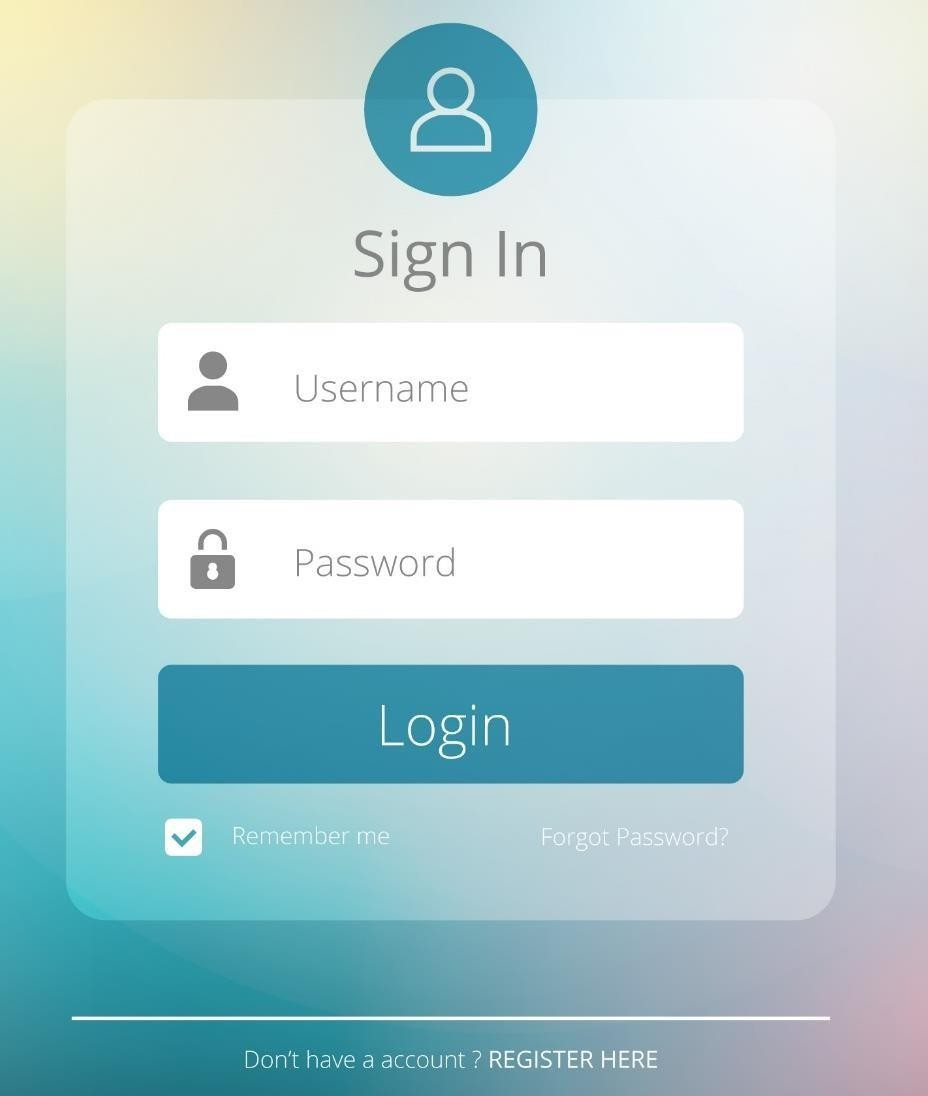 Sign In
Username
Password
Login
Remember me
Forgot Password?
Don't have a account ? REGISTER HERE